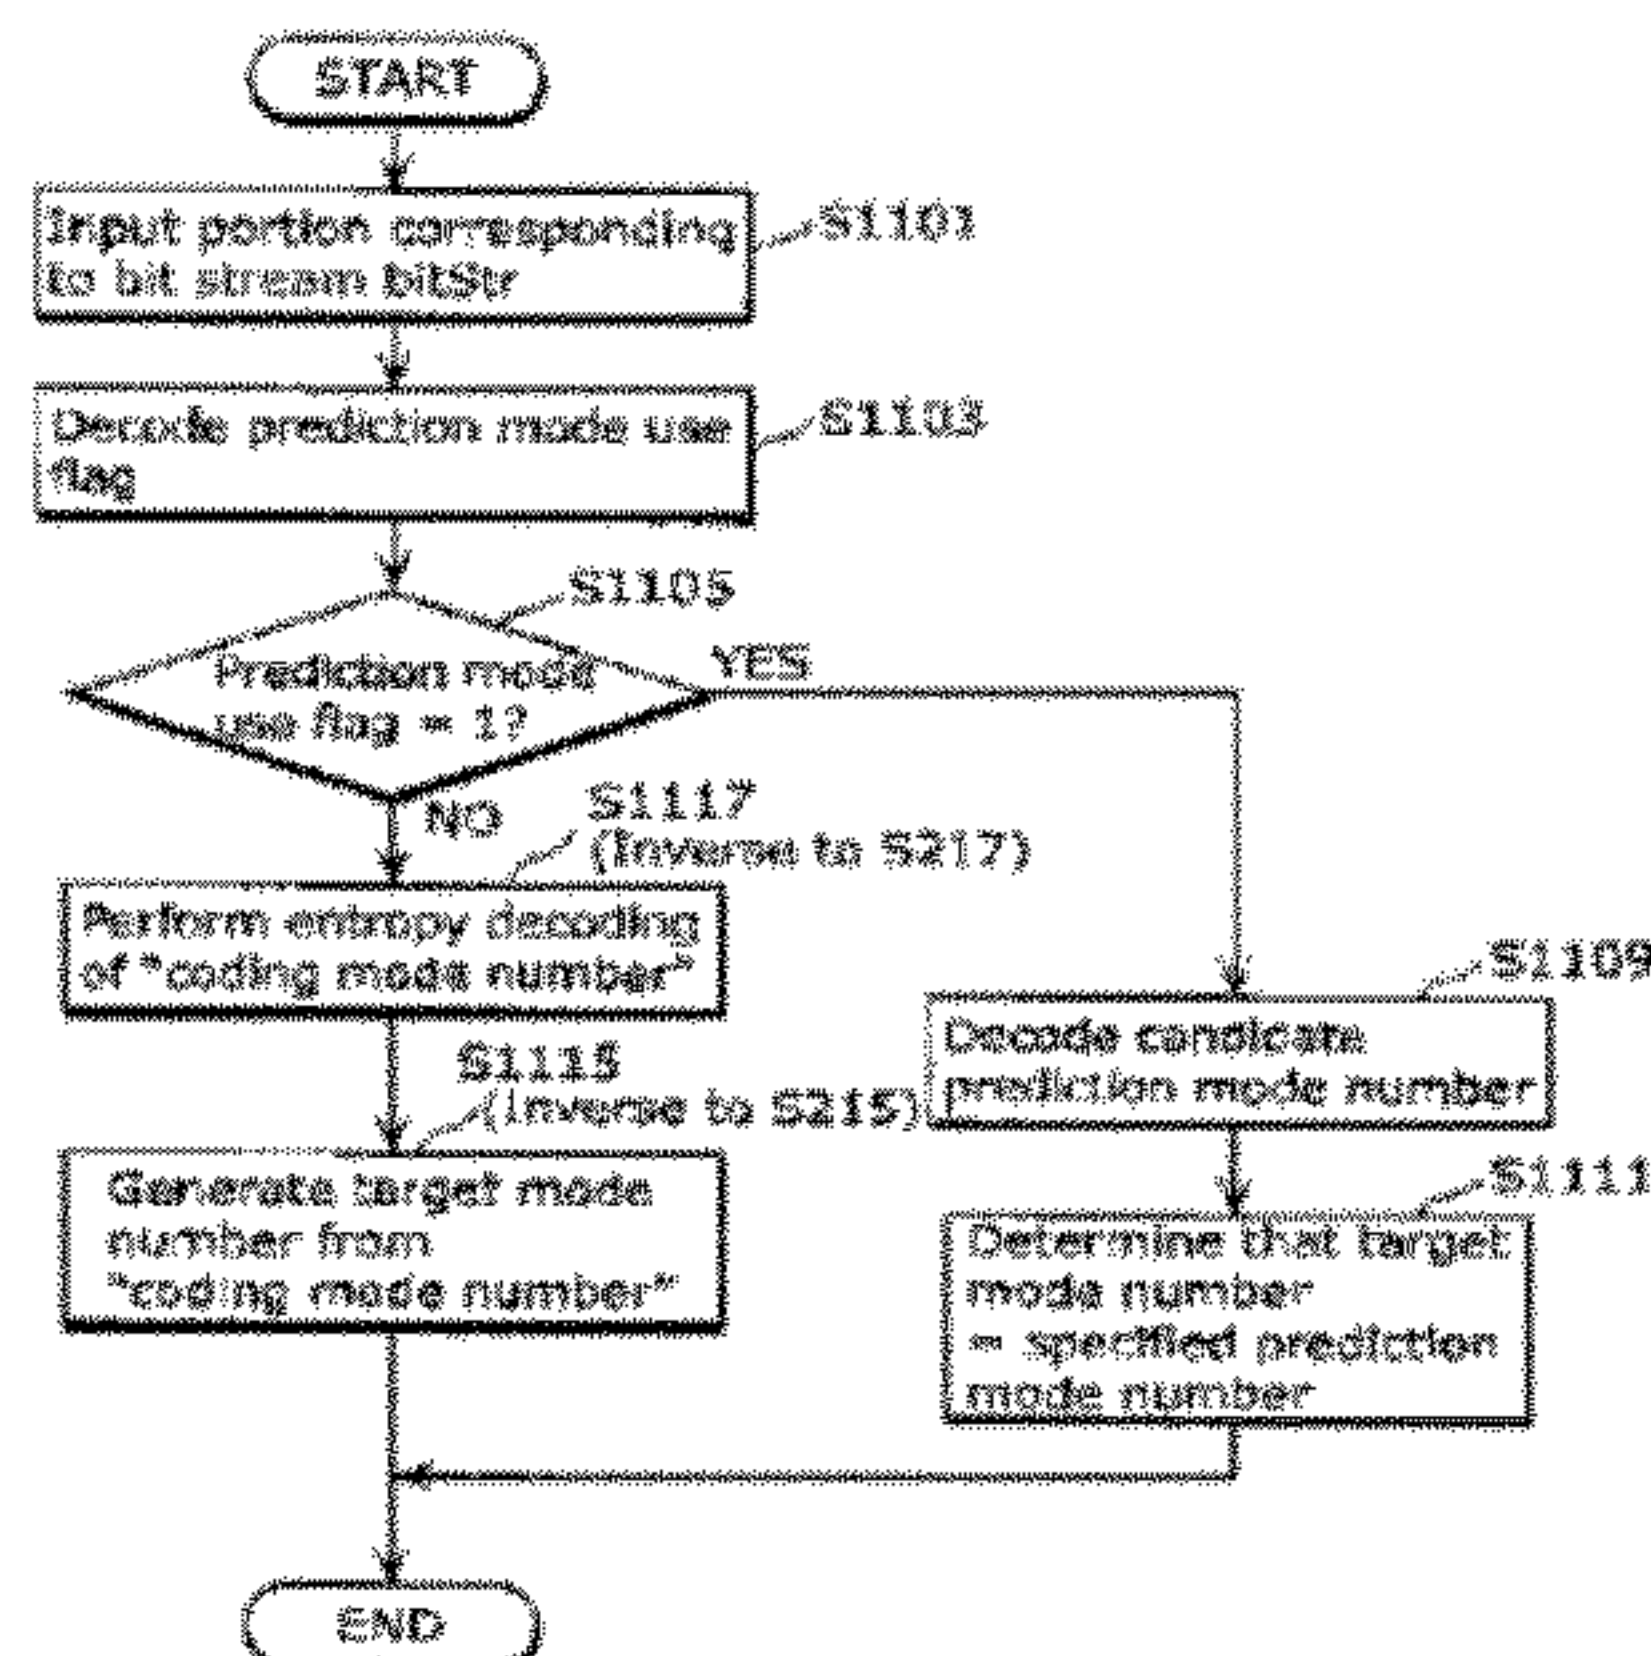 START
Input portion corresponding
to bit stream bitStr
S1101
Decode prediction mode use
flag
S1103
S1105
Prediction mode
use flag = 1?
YES
NO
S1117
(Inverse to S217)
Perform entropy decoding
of "coding mode number"
S1115
(Inverse to S215)
Generate target mode
number from
"coding mode number"
S1109
Decode candidate
prediction mode number
S1111
Determine that target
mode number
= specified prediction
mode number
END